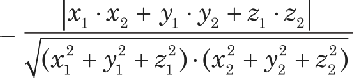 − |x₁ · x₂ + y₁ · y₂ + z₁ · z₂| / √((x₁² + y₁² + z₁²) · (x₂² + y₂² + z₂²))